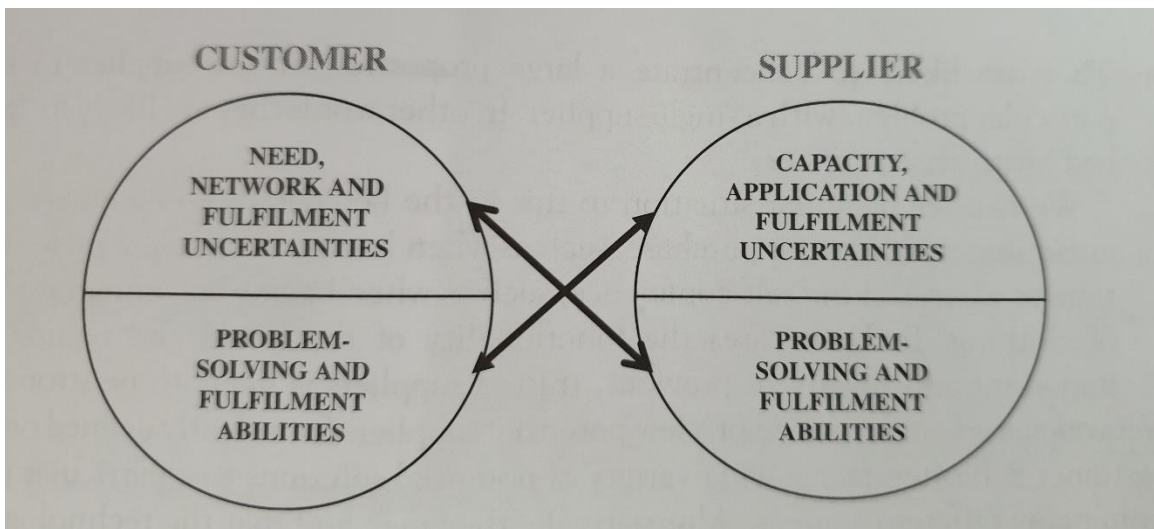 CUSTOMER
NEED,
NETWORK AND
FULFILMENT
UNCERTAINTIES
PROBLEM-
SOLVING AND
FULFILMENT
ABILITIES
SUPPLIER
CAPACITY,
APPLICATION AND
FULFILMENT
UNCERTAINTIES
PROBLEM-
SOLVING AND
FULFILMENT
ABILITIES